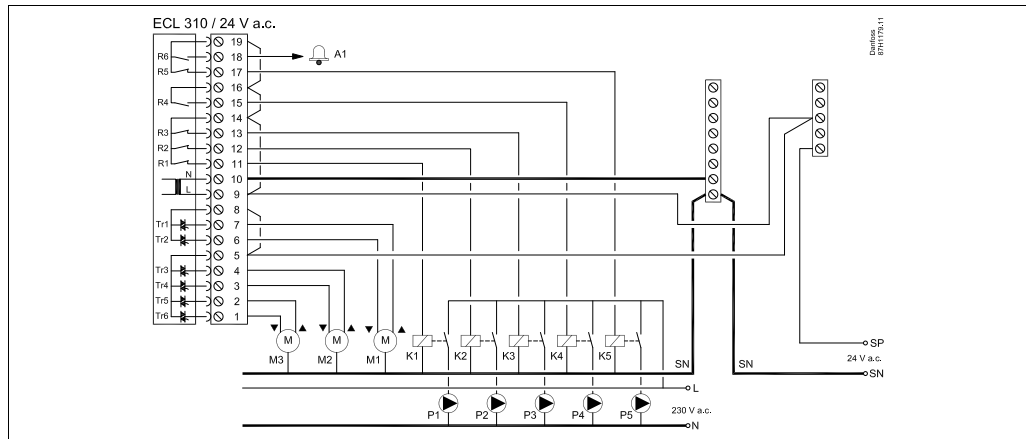 ECL 310 / 24 V a.c.
Danfoss
87H1179.11
19
R6 18 A1
R5 17
16
R4 15
14
R3 13
R2 12
R1 11
N 10
L 9
8
Tr1 7
Tr2 6
5
Tr3 4
Tr4 3
Tr5 2
Tr6 1
M M M
M3 M2 M1 K1 K2 K3 K4 K5
SP
24 V a.c.
SN SN SN
L
P1 P2 P3 P4 P5 230 V a.c.
N